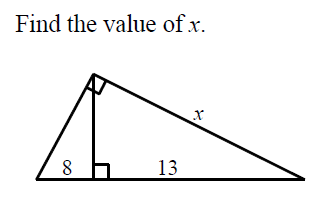 Find the value of x.
x
8 13